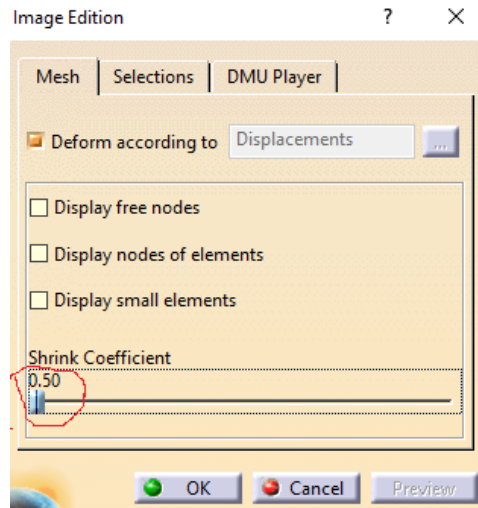 Image Edition ? ×
Mesh Selections DMU Player
Deform according to Displacements ...
Display free nodes
Display nodes of elements
Display small elements
Shrink Coefficient
0.50
OK Cancel Preview